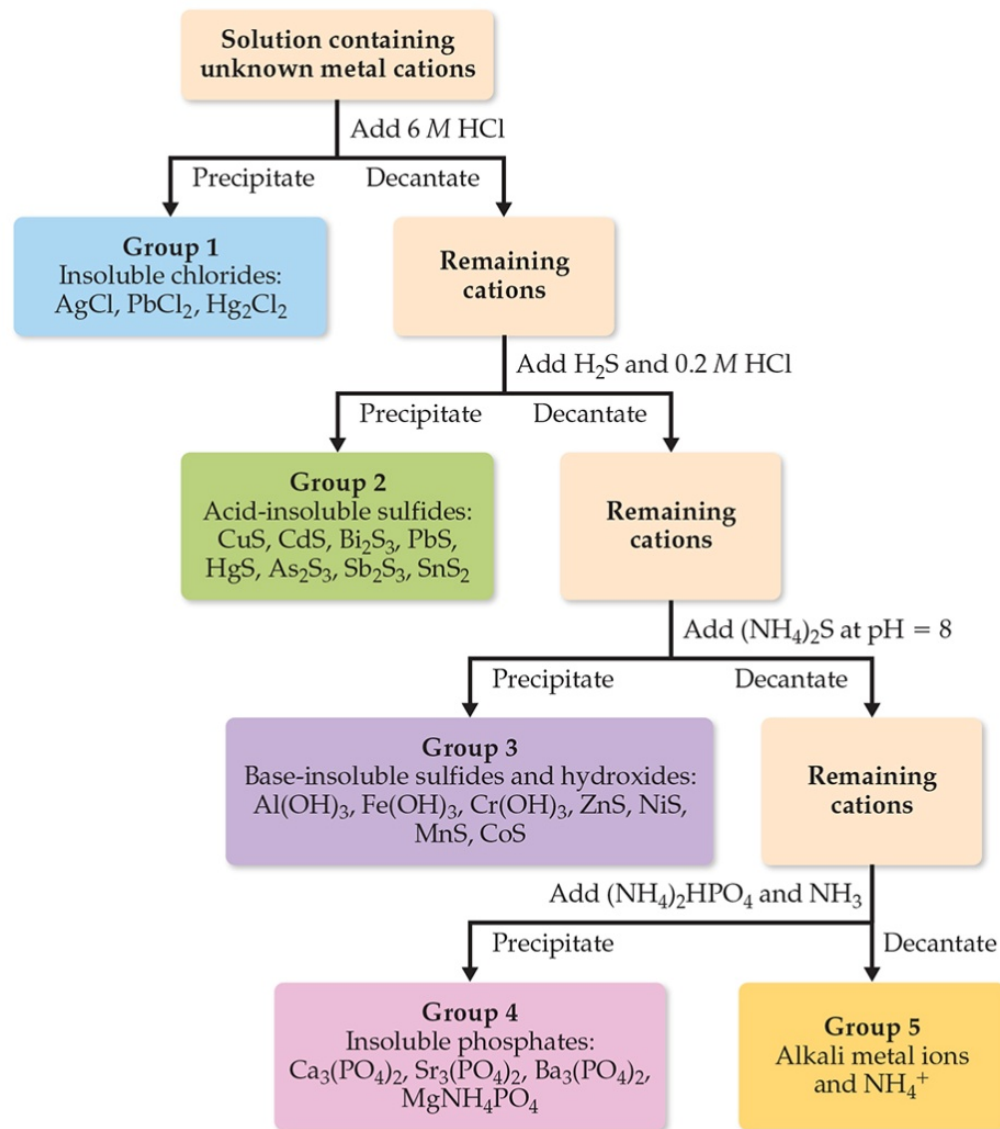 Solution containing
unknown metal cations
Add 6 M HCl
Precipitate
Decantate
Group 1
Insoluble chlorides:
AgCl, PbCl₂, Hg₂Cl₂
Remaining
cations
Add H₂S and 0.2 M HCl
Precipitate
Decantate
Group 2
Acid-insoluble sulfides:
CuS, CdS, Bi₂S₃, PbS,
HgS, As₂S₃, Sb₂S₃, SnS₂
Remaining
cations
Add (NH₄)₂S at pH = 8
Precipitate
Decantate
Group 3
Base-insoluble sulfides and hydroxides:
Al(OH)₃, Fe(OH)₃, Cr(OH)₃, ZnS, NiS,
MnS, CoS
Remaining
cations
Add (NH₄)₂HPO₄ and NH₃
Precipitate
Decantate
Group 4
Insoluble phosphates:
Ca₃(PO₄)₂, Sr₃(PO₄)₂, Ba₃(PO₄)₂,
MgNH₄PO₄
Group 5
Alkali metal ions
and NH₄⁺